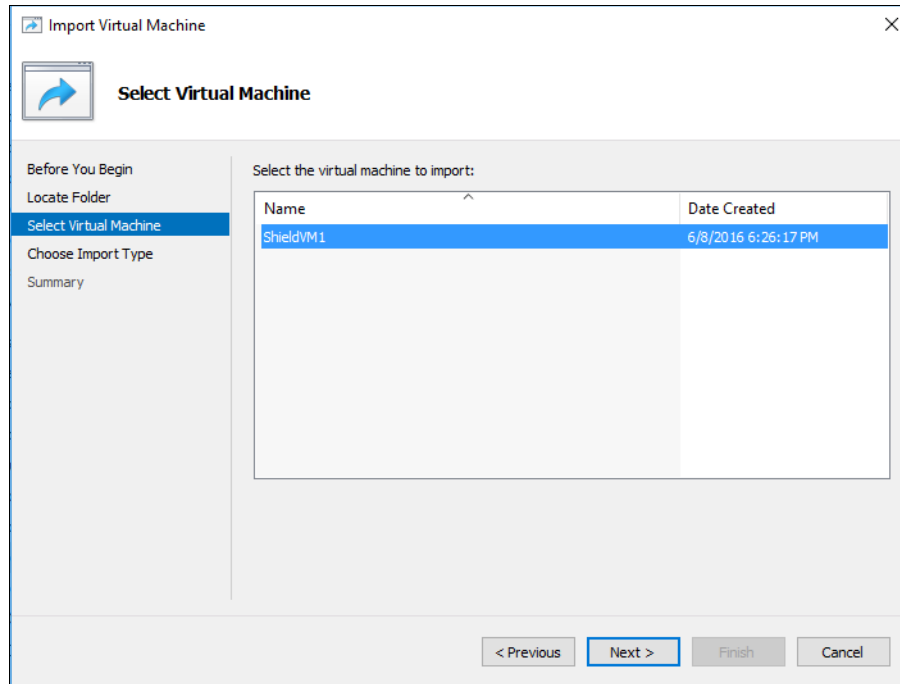 Import Virtual Machine
Select Virtual Machine
Before You Begin
Locate Folder
Select Virtual Machine
Choose Import Type
Summary
Select the virtual machine to import:
Name Date Created
ShieldVM1 6/8/2016 6:26:17 PM
< Previous Next > Finish Cancel